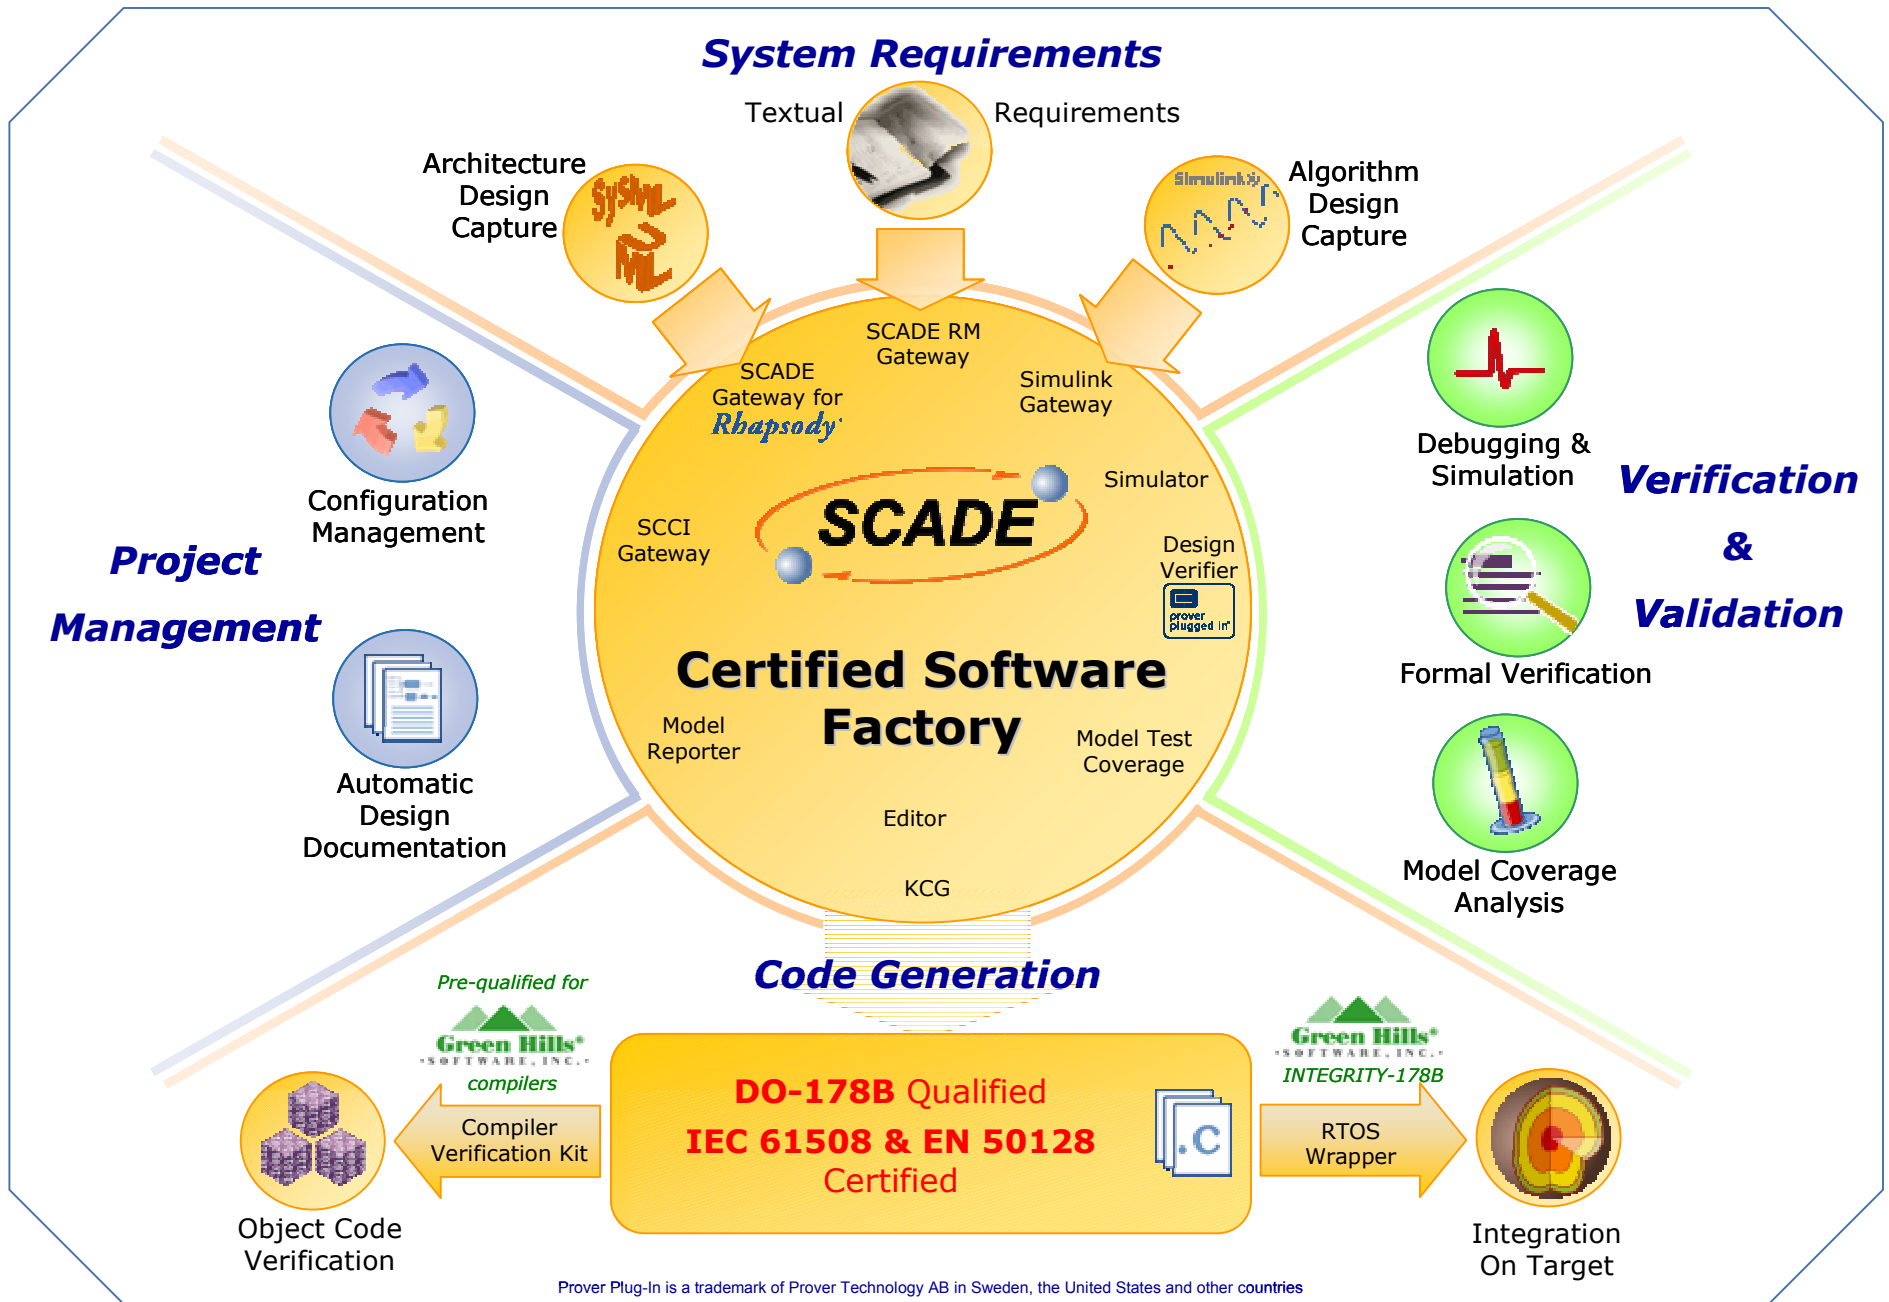 System Requirements
Textual Requirements
Architecture
Design
Capture
SysML
UML
Simulink
Algorithm
Design
Capture
SCADE RM
Gateway
SCADE
Gateway for
Rhapsody
Simulink
Gateway
Configuration
Management
Project
Management
Automatic
Design
Documentation
SCCI
Gateway
SCADE
Simulator
Design
Verifier
prover
plugged in
Certified Software
Factory
Model
Reporter
Model Test
Coverage
Editor
KCG
Debugging &
Simulation
Verification
&
Validation
Formal Verification
Model Coverage
Analysis
Code Generation
Pre-qualified for
Green Hills®
SOFTWARE, INC.
compilers
Compiler
Verification Kit
Object Code
Verification
DO-178B Qualified
IEC 61508 & EN 50128
Certified
.C
Green Hills®
SOFTWARE, INC.
INTEGRITY-178B
RTOS
Wrapper
Integration
On Target
Prover Plug-In is a trademark of Prover Technology AB in Sweden, the United States and other countries